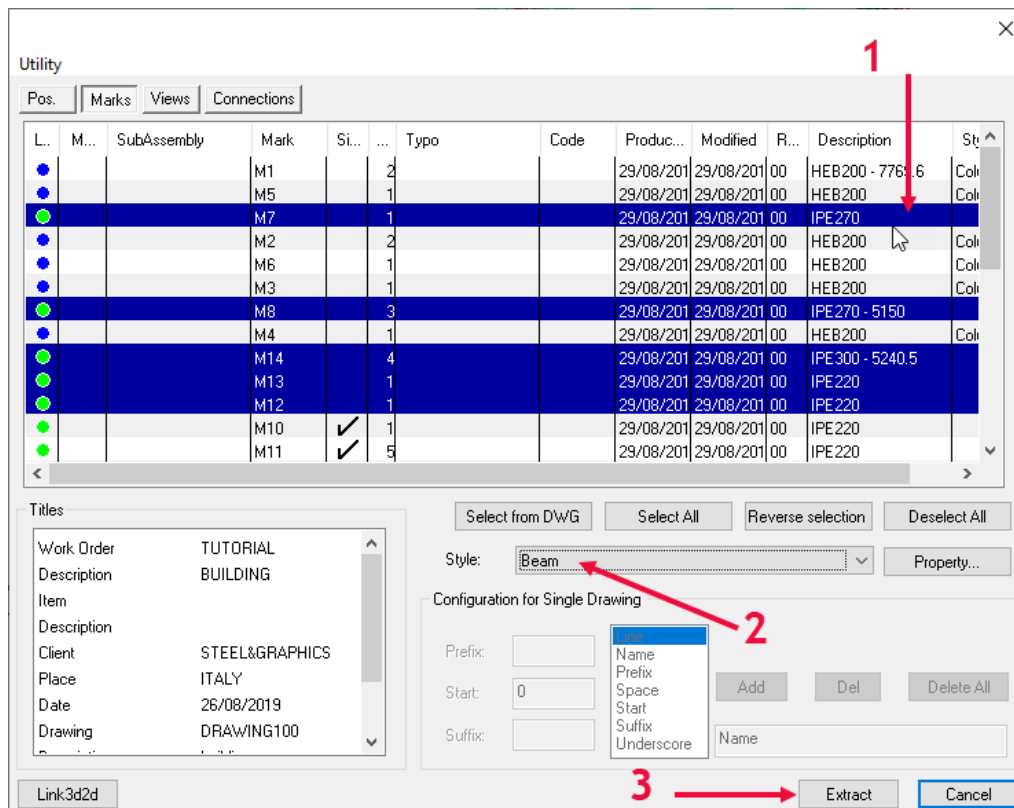 1
Utility
Pos. Marks Views Connections
L.. M... SubAssembly Mark Si... ... Typo Code Produc... Modified R... Description Sty
M1 2 29/08/201 29/08/201 00 HEB200 - 7769.6 Colu
M5 1 29/08/201 29/08/201 00 HEB200 Colu
M7 1 29/08/201 29/08/201 00 IPE270
M2 2 29/08/201 29/08/201 00 HEB200 Colu
M6 1 29/08/201 29/08/201 00 HEB200 Colu
M3 1 29/08/201 29/08/201 00 HEB200 Colu
M8 3 29/08/201 29/08/201 00 IPE270 - 5150
M4 1 29/08/201 29/08/201 00 HEB200 Colu
M14 4 29/08/201 29/08/201 00 IPE300 - 5240.5
M13 1 29/08/201 29/08/201 00 IPE220
M12 1 29/08/201 29/08/201 00 IPE220
M10 ✓ 1 29/08/201 29/08/201 00 IPE220
M11 ✓ 5 29/08/201 29/08/201 00 IPE220
Titles
Work Order TUTORIAL
Description BUILDING
Item
Description
Client STEEL&GRAPHICS
Place ITALY
Date 26/08/2019
Drawing DRAWING100
Select from DWG Select All Reverse selection Deselect All
Style: Beam Property...
2
Configuration for Single Drawing
Prefix:
Start: 0
Suffix:
Line
Name
Prefix
Space
Start
Suffix
Underscore
Add Del Delete All
Name
Link3d2d
3
Extract Cancel